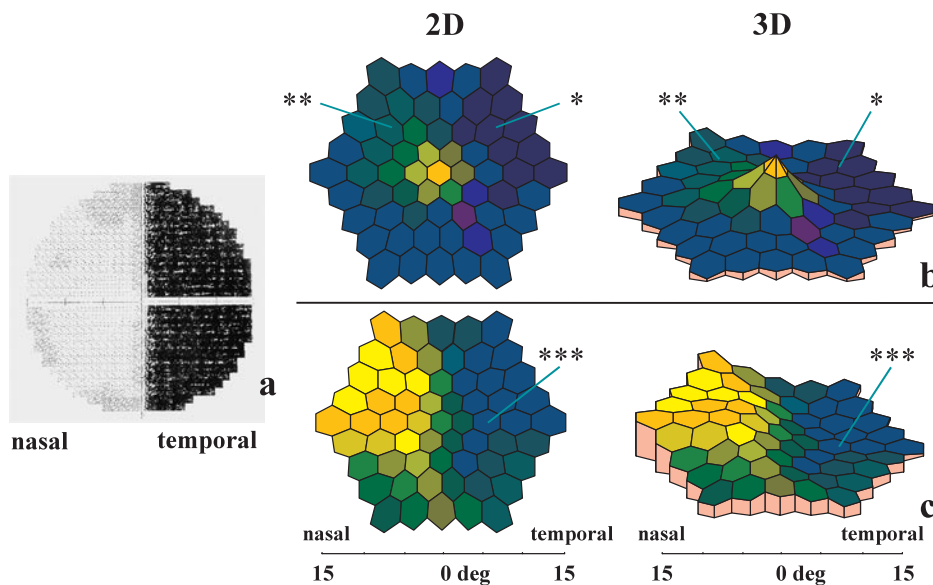 2D 3D
** * ** *
b
*** ***
a
c
nasal temporal
nasal temporal nasal temporal
15 0 deg 15 15 0 deg 15